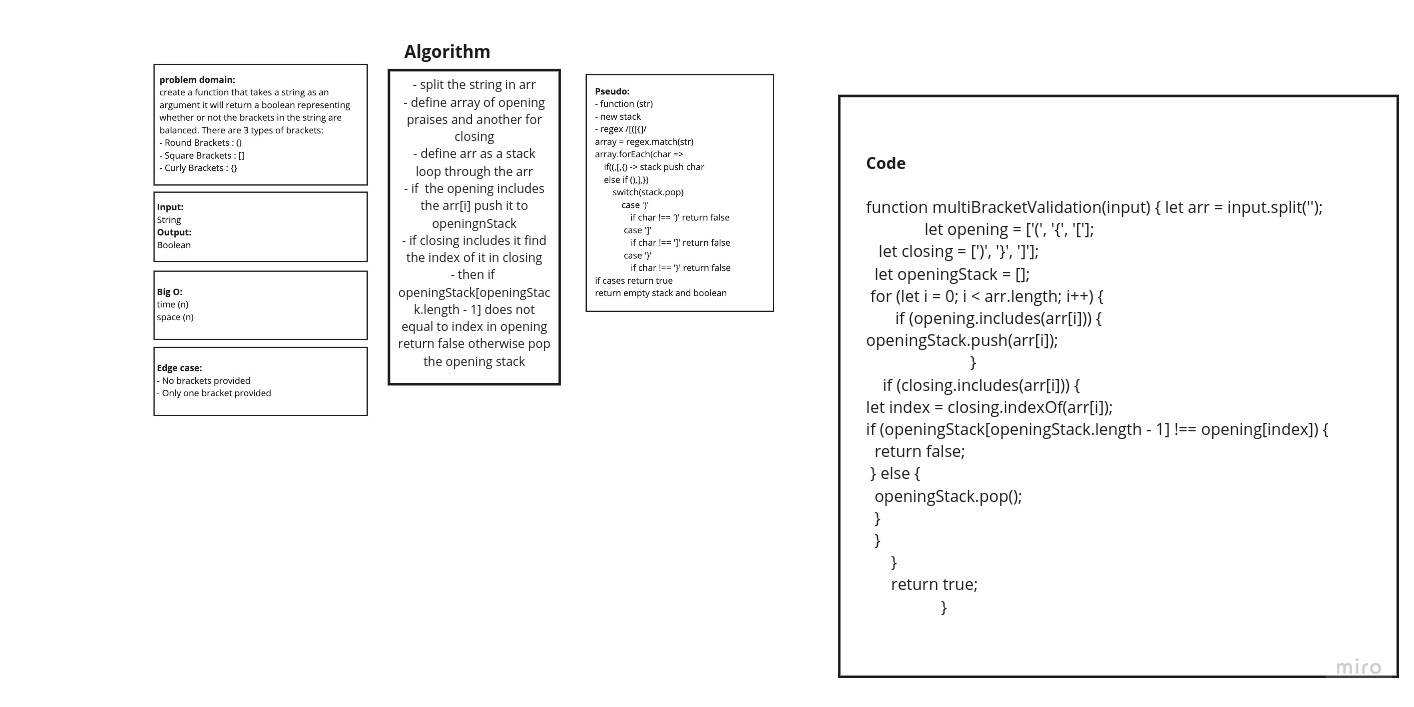 problem domain:
create a function that takes a string as an
argument it will return a boolean representing
whether or not the brackets in the string are
balanced. There are 3 types of brackets:
- Round Brackets : ()
- Square Brackets : []
- Curly Brackets : {}
Input:
String
Output:
Boolean
Big O:
time (n)
space (n)
Edge case:
- No brackets provided
- Only one bracket provided
Algorithm
- split the string in arr
- define array of opening
praises and another for
closing
- define arr as a stack
loop through the arr
- if  the opening includes
the arr[i] push it to
openingnStack
- if closing includes it find
the index of it in closing
- then if
openingStack[openingStac
k.length - 1] does not
equal to index in opening
return false otherwise pop
the opening stack
Pseudo:
- function (str)
- new stack
- regex /[([{]/
array = regex.match(str)
array.forEach(char =>
if((,[,{) -> stack push char
else if (),],})
switch(stack.pop)
case ')'
if char !== ')' return false
case ']'
if char !== ']' return false
case '}'
if char !== '}' return false
if cases return true
return empty stack and boolean
Code
function multiBracketValidation(input) { let arr = input.split('');
let opening = ['(', '{', '['];
let closing = [')', '}', ']'];
let openingStack = [];
for (let i = 0; i < arr.length; i++) {
if (opening.includes(arr[i])) {
openingStack.push(arr[i]);
}
if (closing.includes(arr[i])) {
let index = closing.indexOf(arr[i]);
if (openingStack[openingStack.length - 1] !== opening[index]) {
return false;
} else {
openingStack.pop();
}
}
}
return true;
}
miro